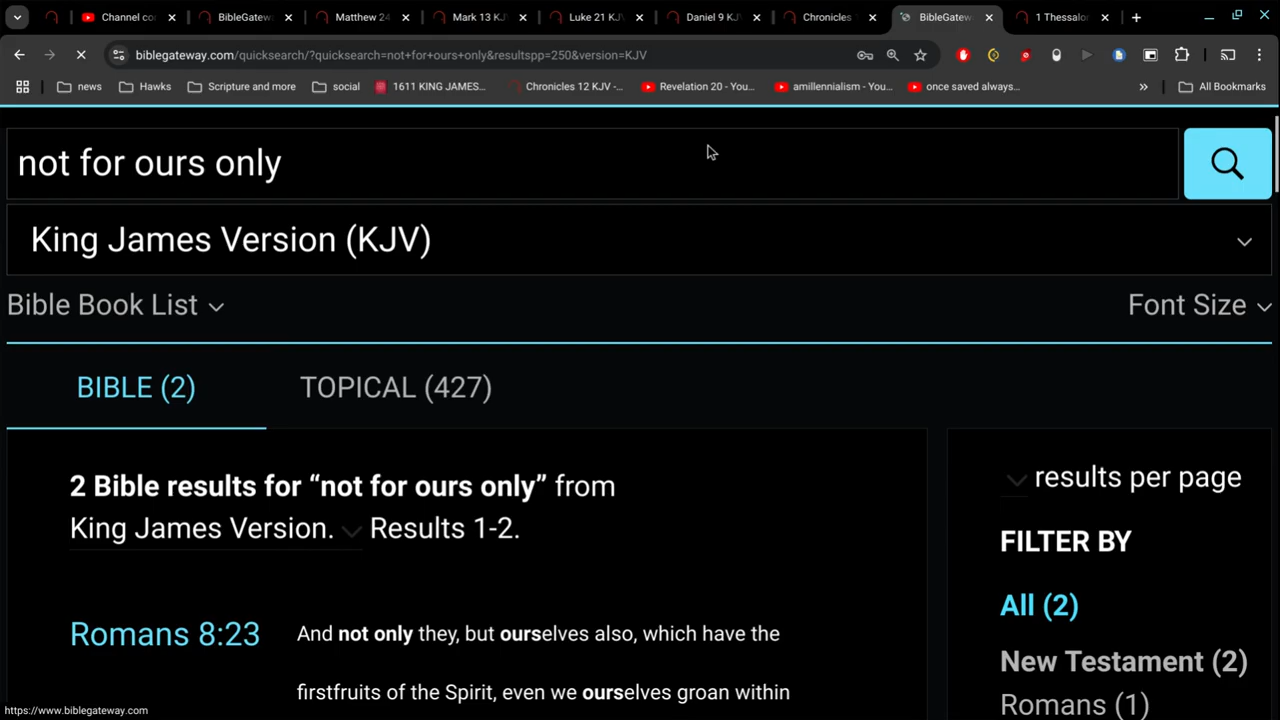 Channel co
BibleGatew
Matthew 24
Mark 13 KJ
Luke 21 KJV
Daniel 9 KJ
Chronicles
BibleGatew
1 Thessalo
biblegateway.com/quicksearch/?quicksearch=not+for+ours+only&resultspp=250&version=KJV
news
Hawks
Scripture and more
social
1611 KING JAMES...
Chronicles 12 KJV -...
Revelation 20 - You...
amillennialism - You...
once saved always...
»
All Bookmarks
not for ours only
King James Version (KJV)
Bible Book List
Font Size
BIBLE (2)
TOPICAL (427)
2 Bible results for “not for ours only” from
King James Version. Results 1-2.
results per page
FILTER BY
All (2)
New Testament (2)
Romans (1)
Romans 8:23
And not only they, but ourselves also, which have the
firstfruits of the Spirit, even we ourselves groan within
https://www.biblegateway.com